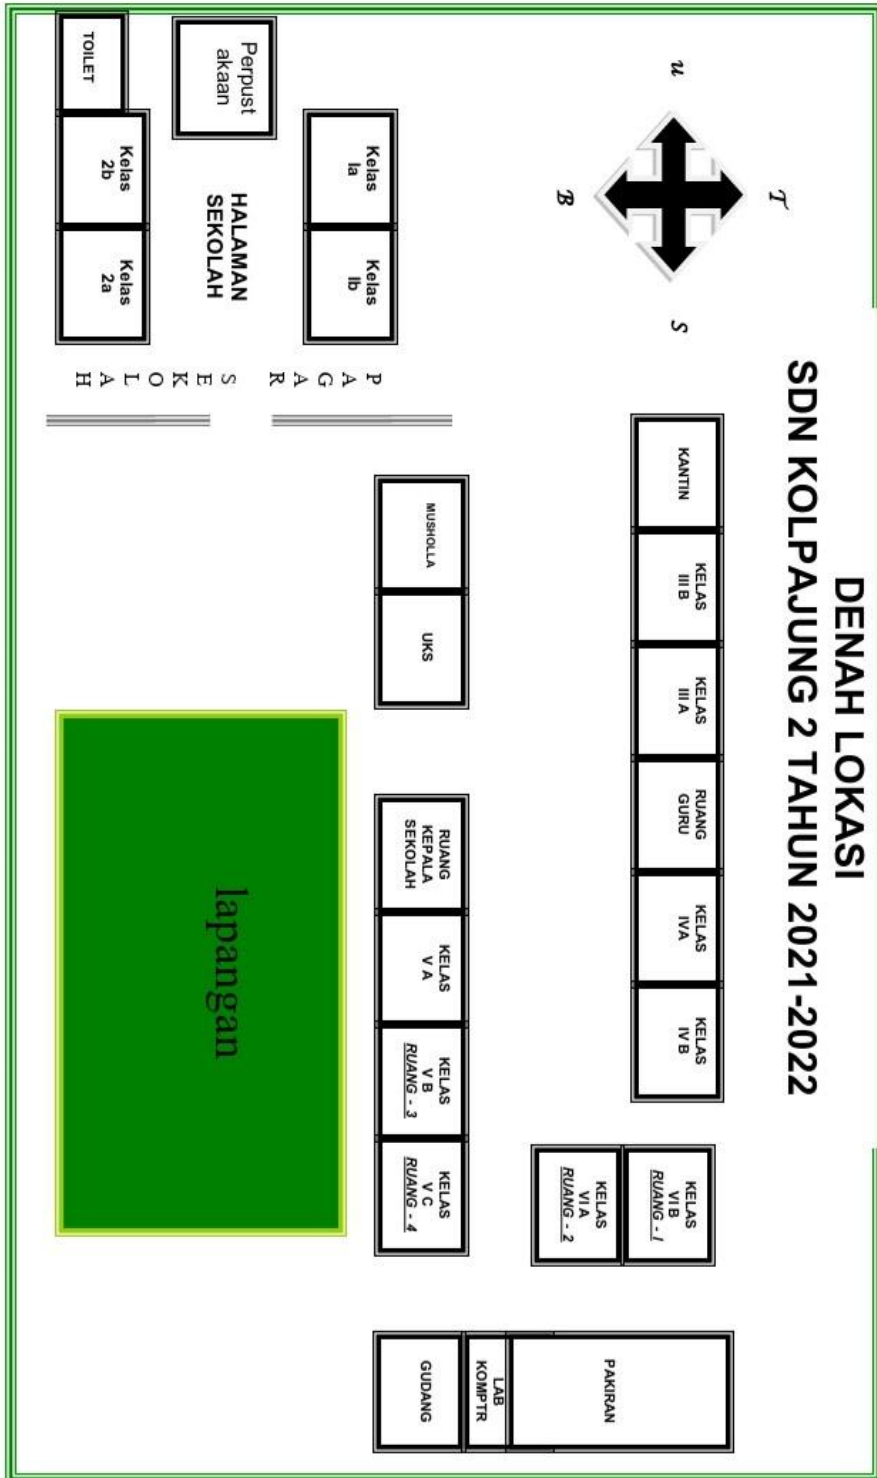 DENAH LOKASI
SDN KOLPAJUNG 2 TAHUN 2021-2022
u
T
B
S
KANTIN
KELAS
III B
KELAS
III A
RUANG
GURU
KELAS
IVA
KELAS
IV B
KELAS
VI B
RUANG - 1
KELAS
VI A
RUANG - 2
PAKIRAN
LAB
KOMPTR
GUDANG
MUSHOLLA
UKS
RUANG
KEPALA
SEKOLAH
KELAS
V A
KELAS
V B
RUANG - 3
KELAS
V C
RUANG - 4
Kelas
Ia
Kelas
Ib
Perpust
akaan
HALAMAN
SEKOLAH
PAGAR SEKOLAH
TOILET
Kelas
2b
Kelas
2a
lapangan